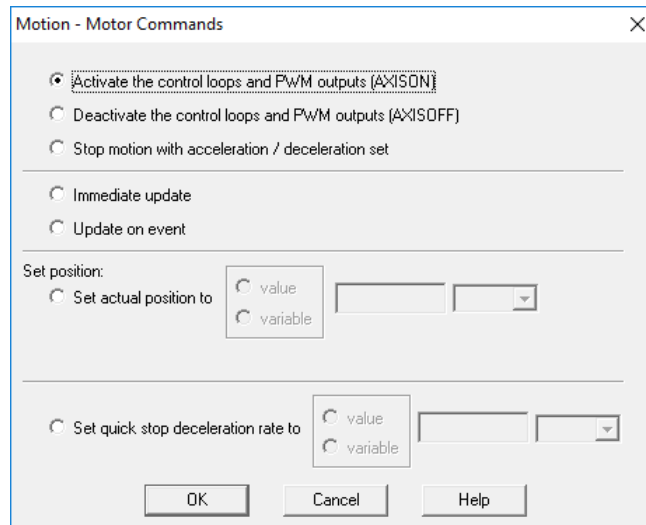 Motion - Motor Commands
Activate the control loops and PWM outputs (AXISON)
Deactivate the control loops and PWM outputs (AXISOFF)
Stop motion with acceleration / deceleration set
Immediate update
Update on event
Set position:
Set actual position to
value
variable
Set quick stop deceleration rate to
value
variable
OK Cancel Help